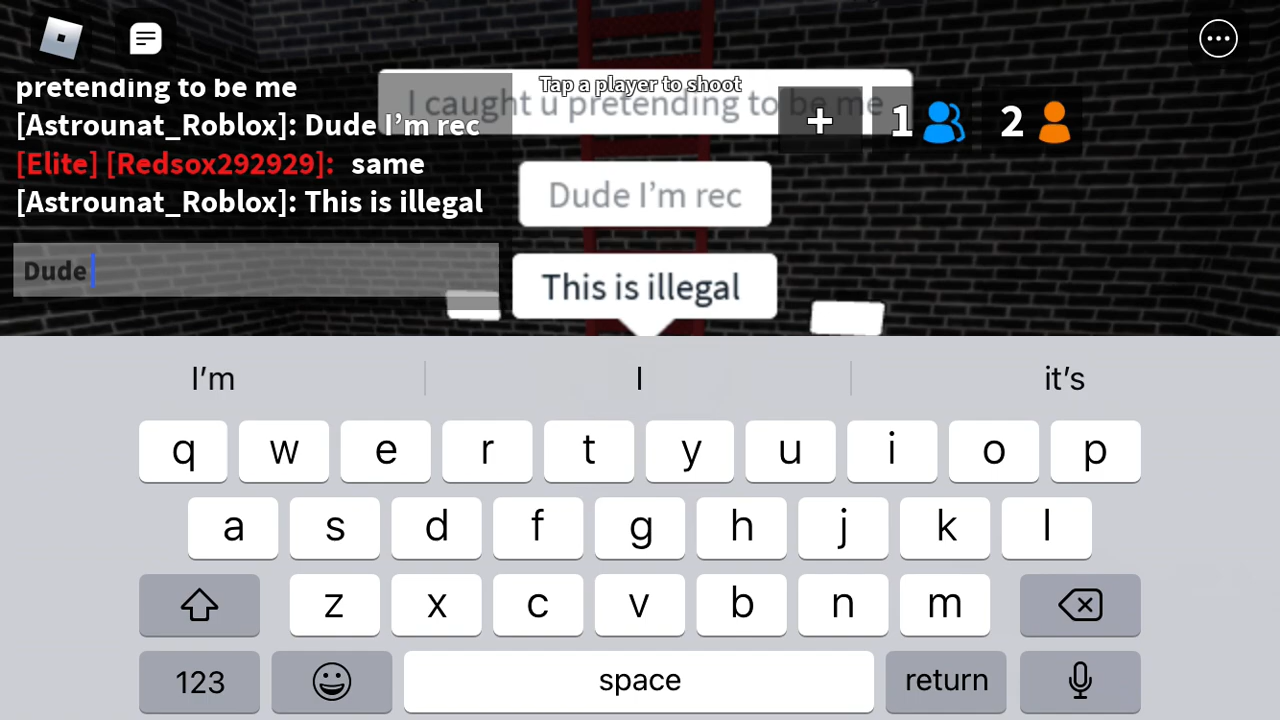 pretending to be me
[Astrounat_Roblox]: Dude I'm rec
[Elite] [Redsox292929]: same
[Astrounat_Roblox]: This is illegal
Dude
Tap a player to shoot
I caught u pretending to be me
+ 1 2
Dude I'm rec
This is illegal
I'm I it's
q w e r t y u i o p
a s d f g h j k l
z x c v b n m
123 space return